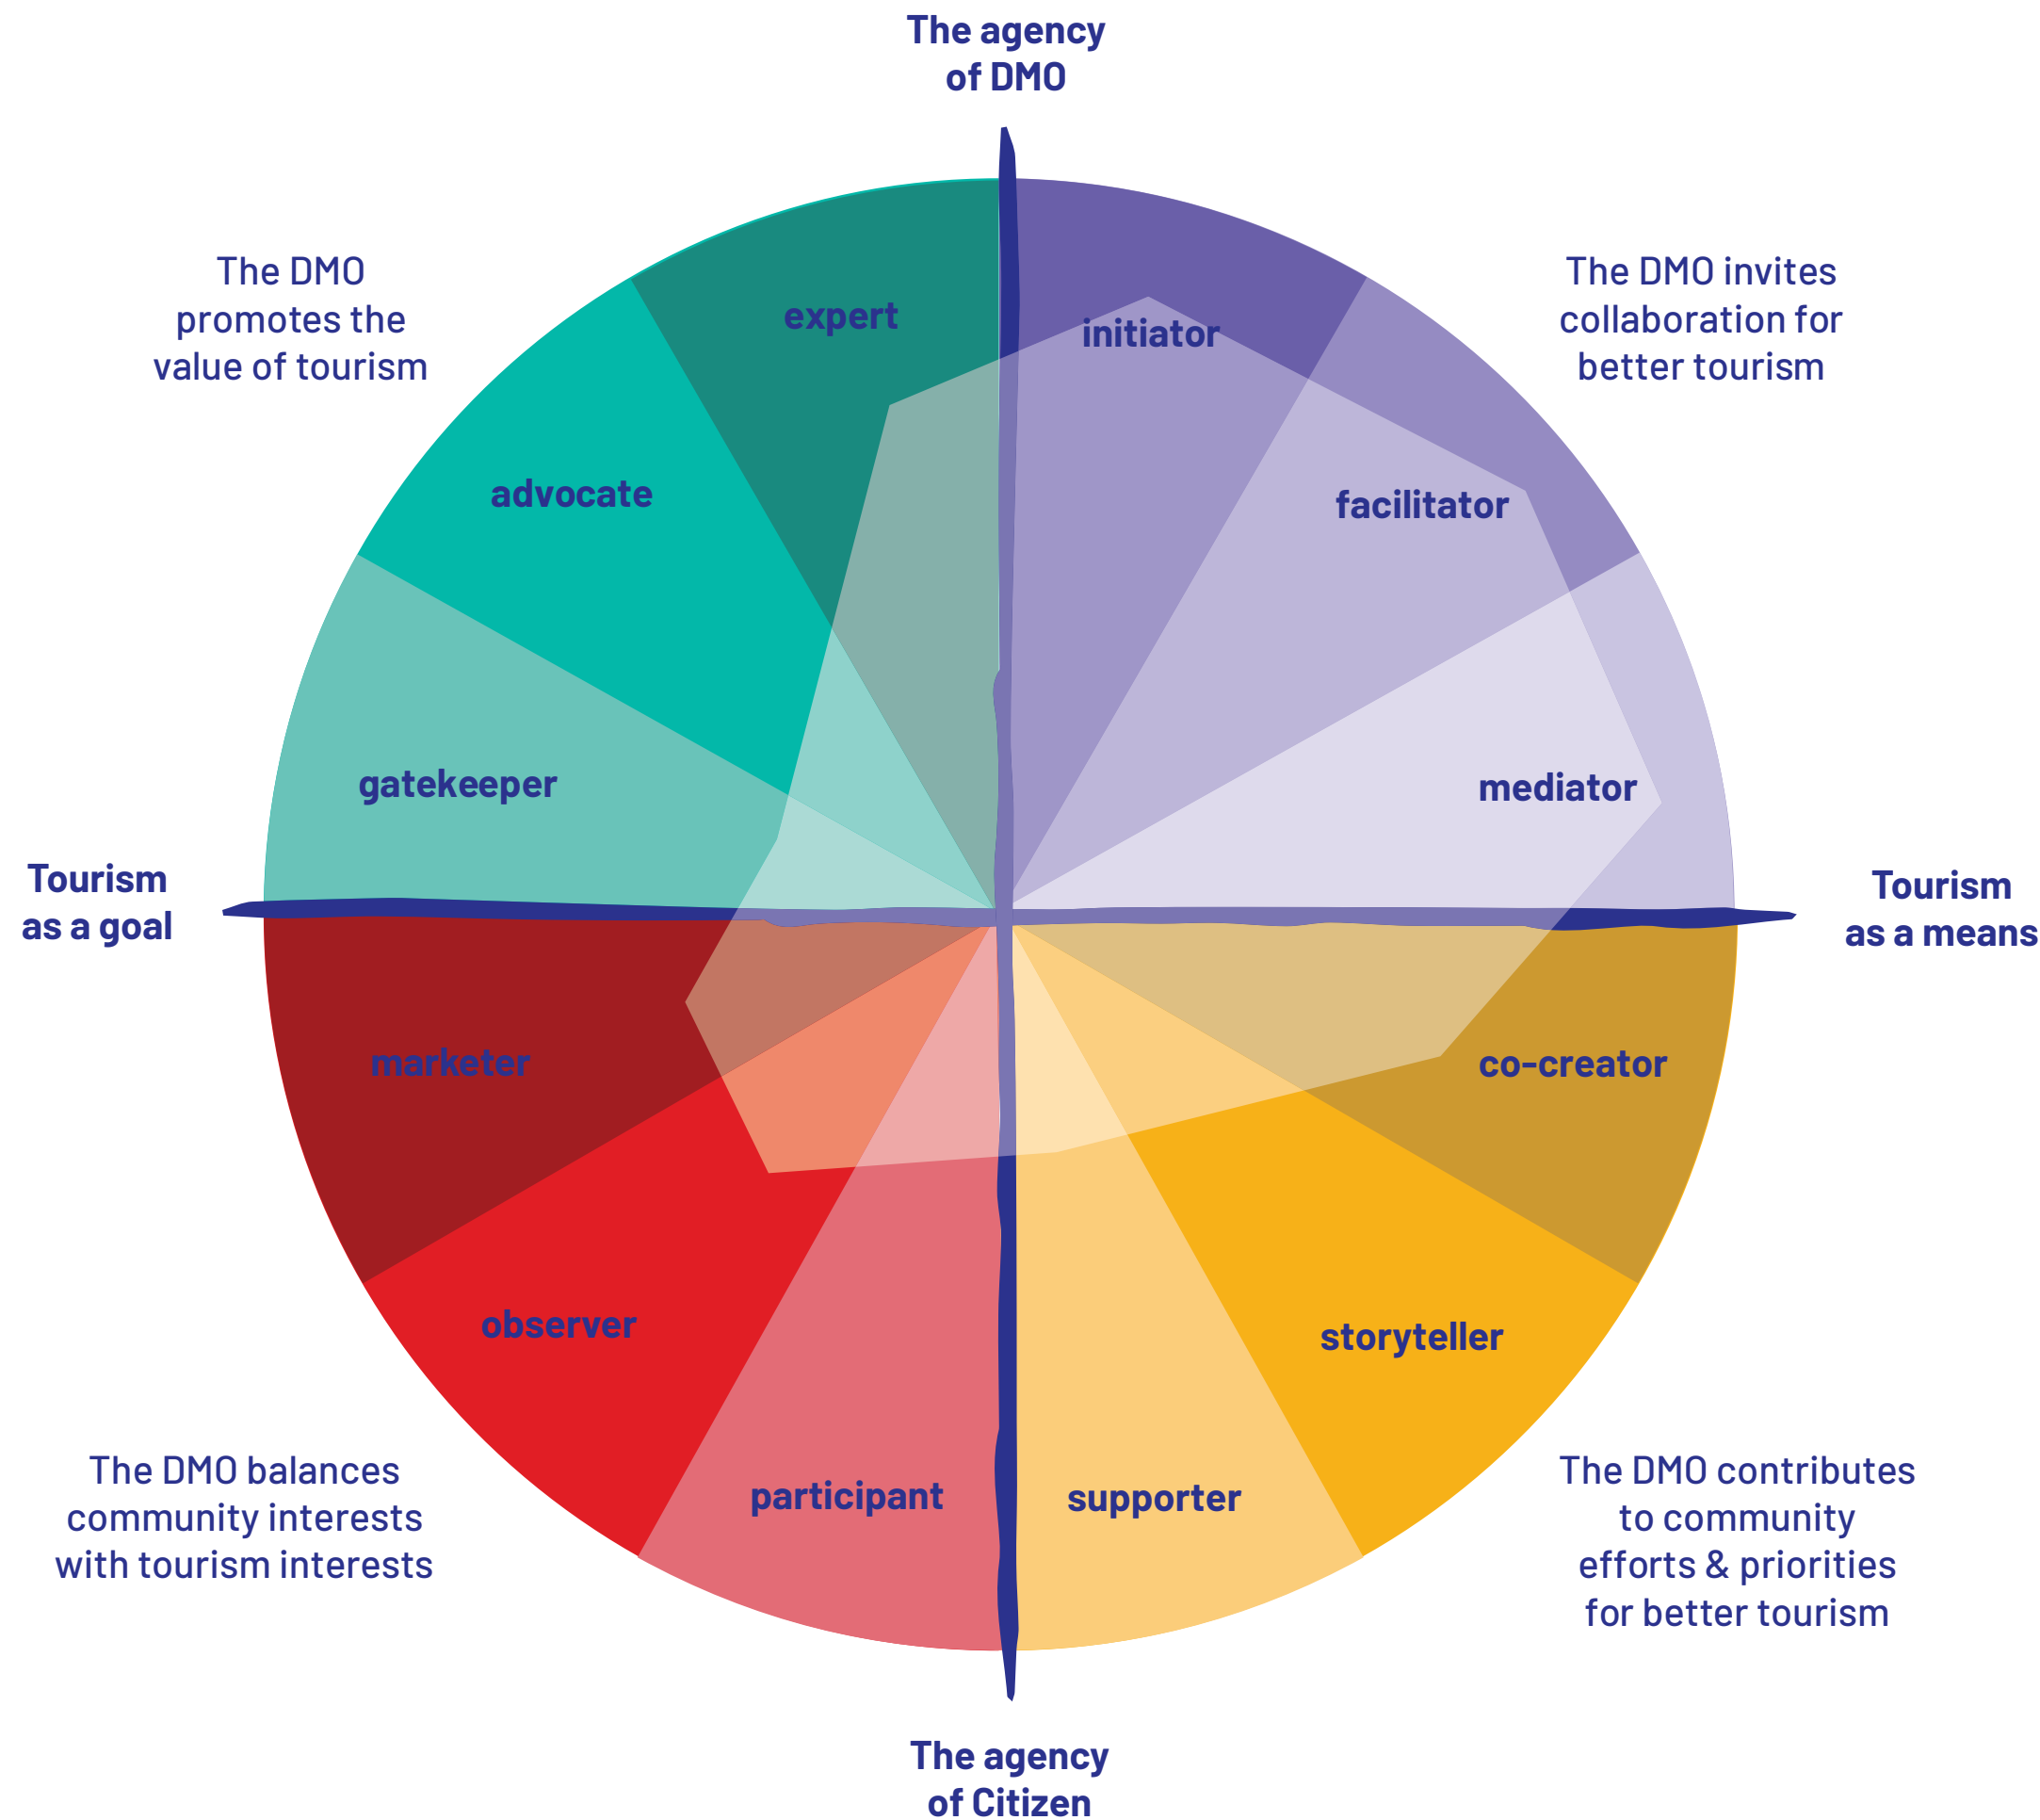 The agency
of DMO
The DMO
promotes the
value of tourism
The DMO invites
collaboration for
better tourism
expert
initiator
advocate
facilitator
gatekeeper
mediator
Tourism
as a goal
Tourism
as a means
marketer
co-creator
observer
storyteller
participant
supporter
The DMO balances
community interests
with tourism interests
The DMO contributes
to community
efforts & priorities
for better tourism
The agency
of Citizen